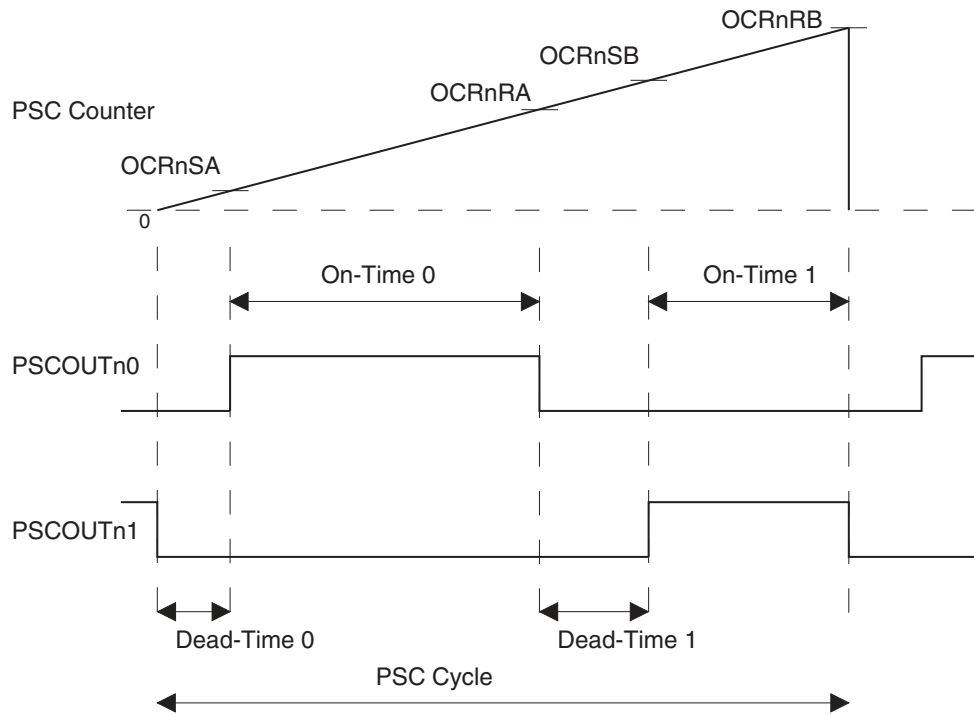 OCRnRB
OCRnSB
OCRnRA
PSC Counter
OCRnSA
0
On-Time 0
On-Time 1
PSCOUTn0
PSCOUTn1
Dead-Time 0
Dead-Time 1
PSC Cycle